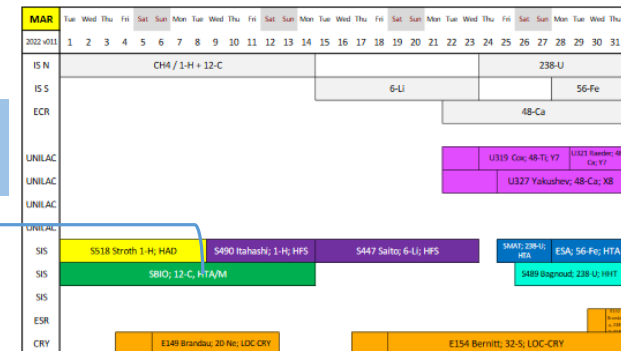 MAR Tue Wed Thu Fri Sat Sun Mon Tue Wed Thu Fri Sat Sun Mon Tue Wed Thu Fri Sat Sun Mon Tue Wed Thu Fri Sat Sun Mon Tue Wed Thu
2022 v011 1 2 3 4 5 6 7 8 9 10 11 12 13 14 15 16 17 18 19 20 21 22 23 24 25 26 27 28 29 30 31
IS N CH4 / 1-H + 12-C 238-U
IS S 6-Li 56-Fe
ECR 48-Ca
UNILAC U319 Cox; 48-Ti; Y7 U321 Raeder; 48-Ca; Y7
UNILAC U327 Yakushev; 48-Ca; X8
UNILAC
SIS S518 Stroth 1-H; HAD S490 Itahashi; 1-H; HFS S447 Saito; 6-Li; HFS SMAT; 238-U; HTA ESA; 56-Fe; HTA
SIS SBIO; 12-C, HTA/M S489 Bagnoud; 238-U; HHT
SIS
ESR
CRY E149 Brandau; 20-Ne; LOC-CRY E154 Bernitt; 32-S; LOC-CRY